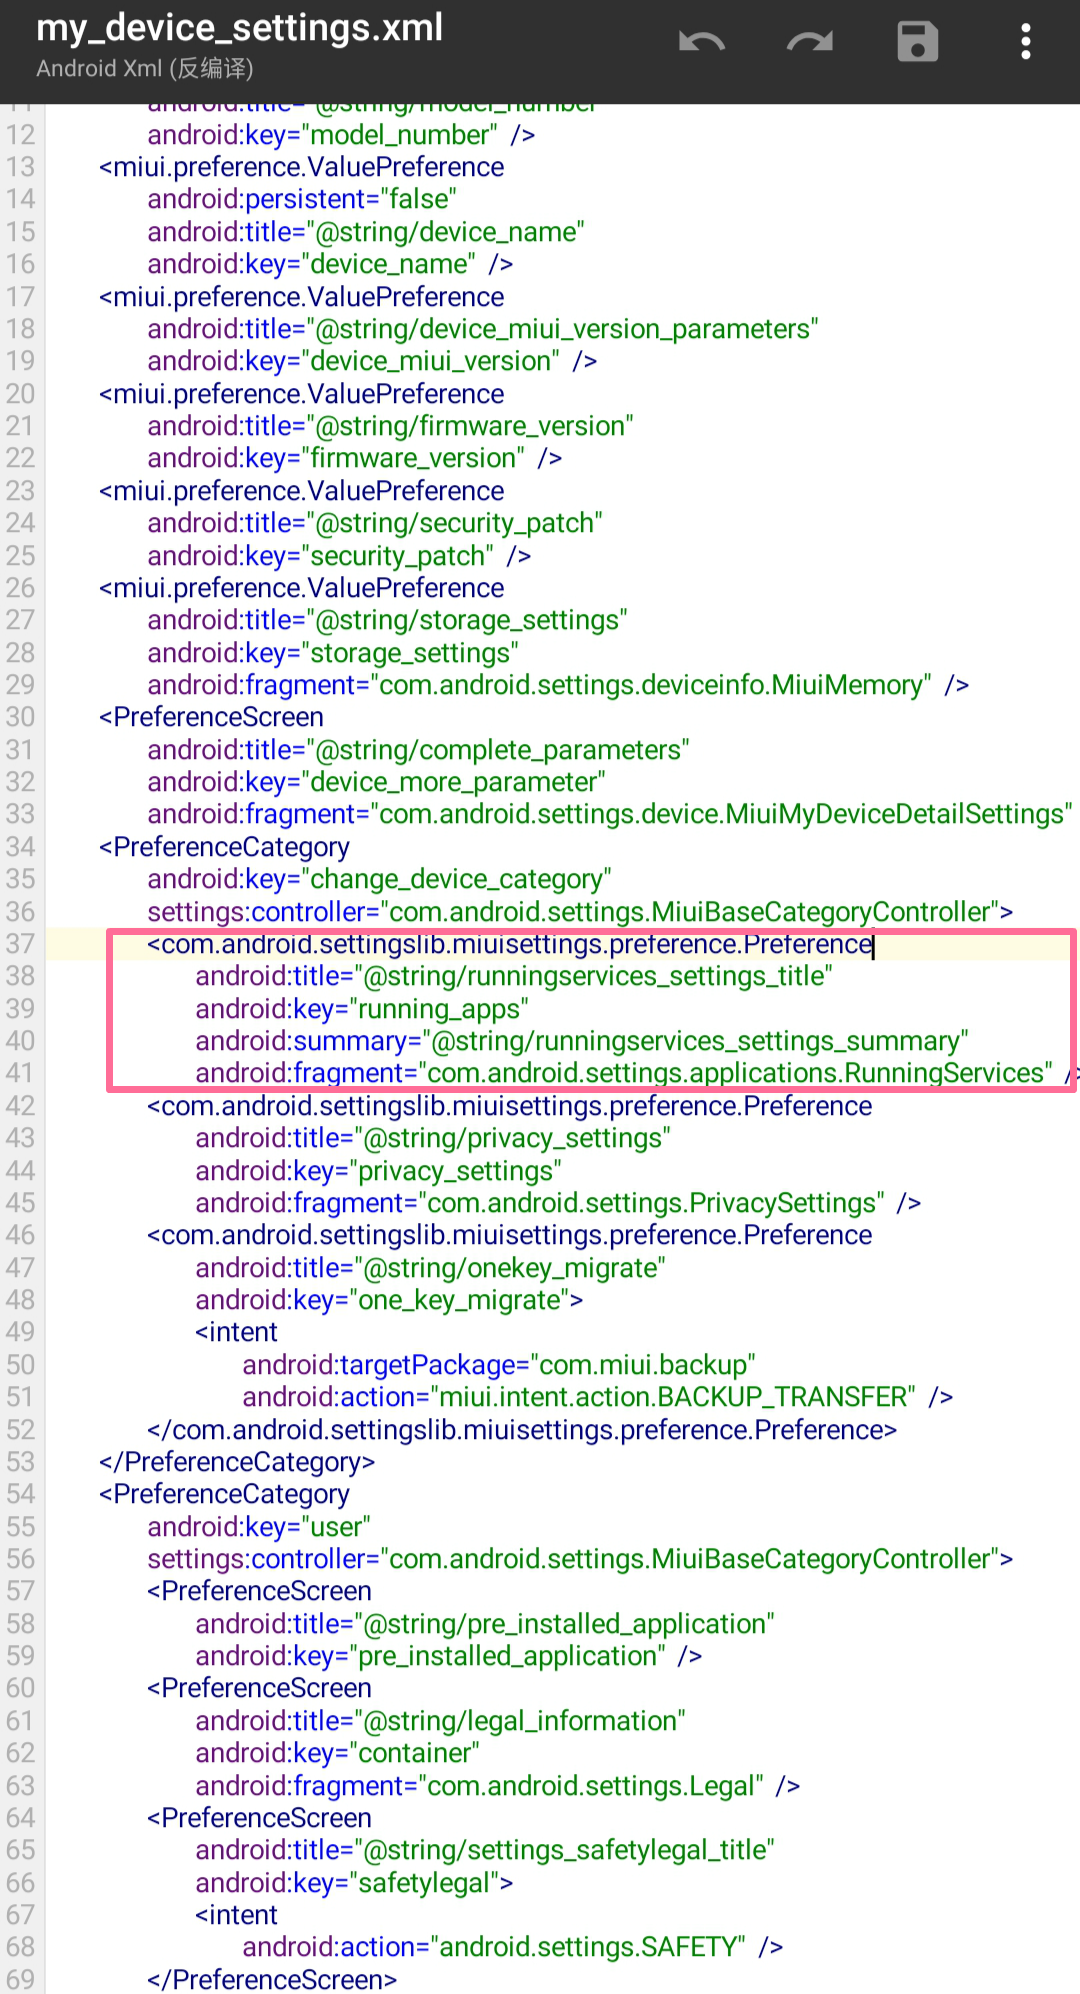 my_device_settings.xml
Android Xml (反编译)
11 android:title="@string/model_number"
12 android:key="model_number" />
13 <miui.preference.ValuePreference
14 android:persistent="false"
15 android:title="@string/device_name"
16 android:key="device_name" />
17 <miui.preference.ValuePreference
18 android:title="@string/device_miui_version_parameters"
19 android:key="device_miui_version" />
20 <miui.preference.ValuePreference
21 android:title="@string/firmware_version"
22 android:key="firmware_version" />
23 <miui.preference.ValuePreference
24 android:title="@string/security_patch"
25 android:key="security_patch" />
26 <miui.preference.ValuePreference
27 android:title="@string/storage_settings"
28 android:key="storage_settings"
29 android:fragment="com.android.settings.deviceinfo.MiuiMemory" />
30 <PreferenceScreen
31 android:title="@string/complete_parameters"
32 android:key="device_more_parameter"
33 android:fragment="com.android.settings.device.MiuiMyDeviceDetailSettings"
34 <PreferenceCategory
35 android:key="change_device_category"
36 settings:controller="com.android.settings.MiuiBaseCategoryController">
37 <com.android.settingslib.miuisettings.preference.Preference
38 android:title="@string/runningservices_settings_title"
39 android:key="running_apps"
40 android:summary="@string/runningservices_settings_summary"
41 android:fragment="com.android.settings.applications.RunningServices" />
42 <com.android.settingslib.miuisettings.preference.Preference
43 android:title="@string/privacy_settings"
44 android:key="privacy_settings"
45 android:fragment="com.android.settings.PrivacySettings" />
46 <com.android.settingslib.miuisettings.preference.Preference
47 android:title="@string/onekey_migrate"
48 android:key="one_key_migrate">
49 <intent
50 android:targetPackage="com.miui.backup"
51 android:action="miui.intent.action.BACKUP_TRANSFER" />
52 </com.android.settingslib.miuisettings.preference.Preference>
53 </PreferenceCategory>
54 <PreferenceCategory
55 android:key="user"
56 settings:controller="com.android.settings.MiuiBaseCategoryController">
57 <PreferenceScreen
58 android:title="@string/pre_installed_application"
59 android:key="pre_installed_application" />
60 <PreferenceScreen
61 android:title="@string/legal_information"
62 android:key="container"
63 android:fragment="com.android.settings.Legal" />
64 <PreferenceScreen
65 android:title="@string/settings_safetylegal_title"
66 android:key="safetylegal">
67 <intent
68 android:action="android.settings.SAFETY" />
69 </PreferenceScreen>